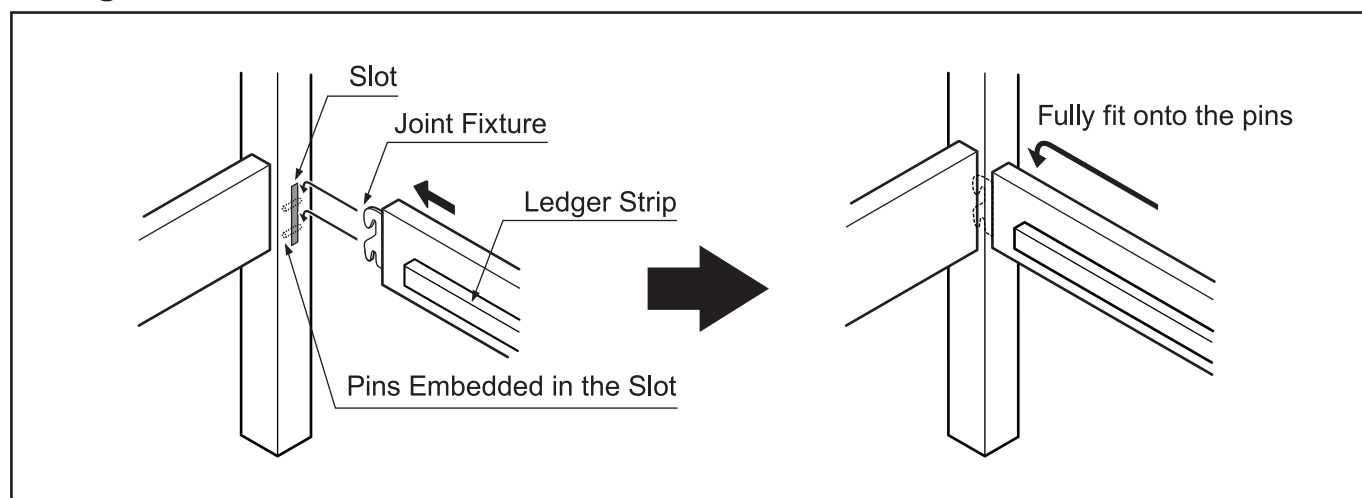 Slot
Joint Fixture
Ledger Strip
Pins Embedded in the Slot
Fully fit onto the pins